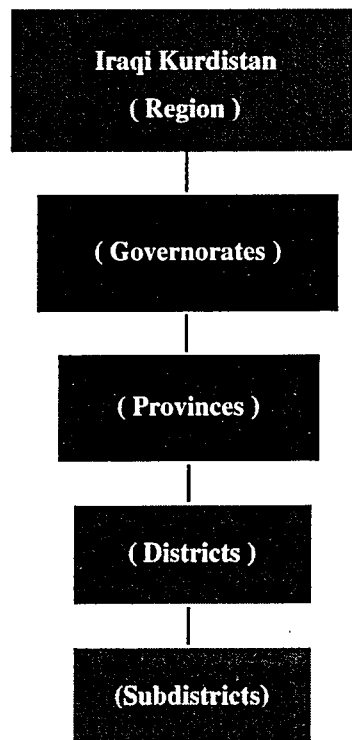 Iraqi Kurdistan
( Region )
( Governorates )
( Provinces )
( Districts )
(Subdistricts)